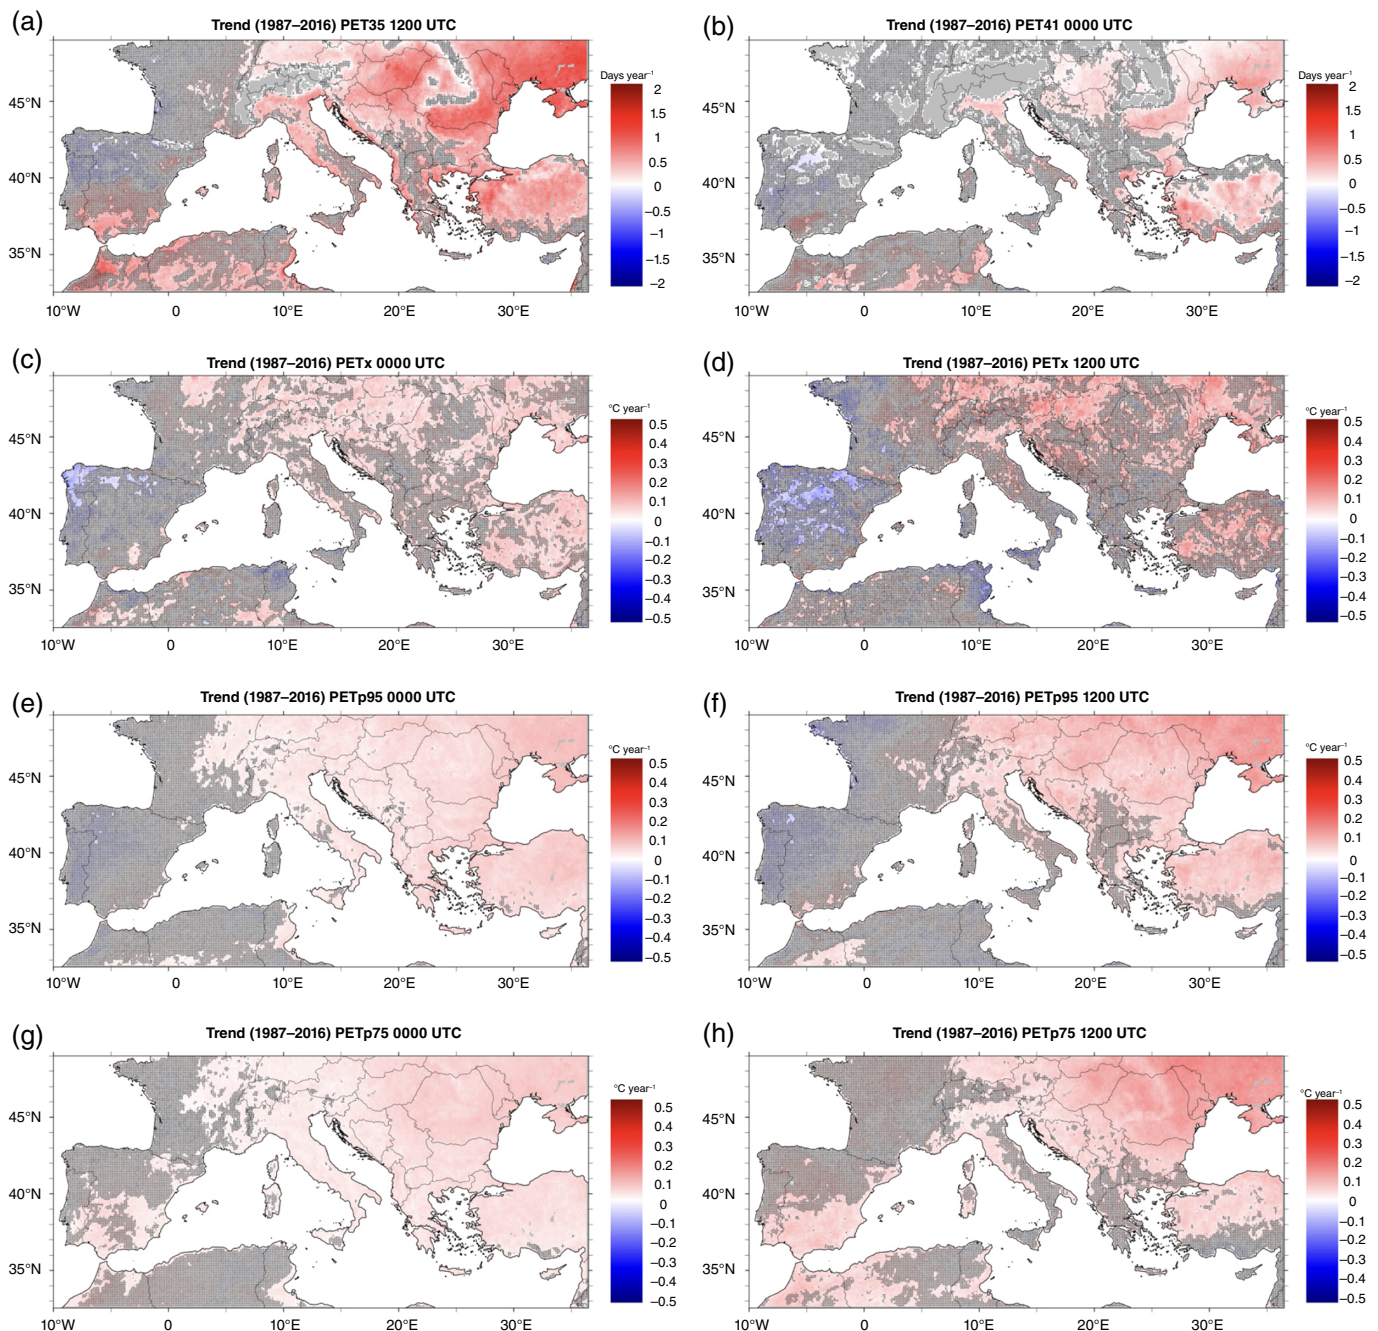 (a)
Trend (1987–2016) PET35 1200 UTC
Days year⁻¹
2
1.5
1
0.5
0
−0.5
−1
−1.5
−2
45°N
40°N
35°N
10°W 0 10°E 20°E 30°E
(b)
Trend (1987–2016) PET41 0000 UTC
Days year⁻¹
2
1.5
1
0.5
0
−0.5
−1
−1.5
−2
45°N
40°N
35°N
10°W 0 10°E 20°E 30°E
(c)
Trend (1987–2016) PETx 0000 UTC
°C year⁻¹
0.5
0.4
0.3
0.2
0.1
0
−0.1
−0.2
−0.3
−0.4
−0.5
45°N
40°N
35°N
10°W 0 10°E 20°E 30°E
(d)
Trend (1987–2016) PETx 1200 UTC
°C year⁻¹
0.5
0.4
0.3
0.2
0.1
0
−0.1
−0.2
−0.3
−0.4
−0.5
45°N
40°N
35°N
10°W 0 10°E 20°E 30°E
(e)
Trend (1987–2016) PETp95 0000 UTC
°C year⁻¹
0.5
0.4
0.3
0.2
0.1
0
−0.1
−0.2
−0.3
−0.4
−0.5
45°N
40°N
35°N
10°W 0 10°E 20°E 30°E
(f)
Trend (1987–2016) PETp95 1200 UTC
°C year⁻¹
0.5
0.4
0.3
0.2
0.1
0
−0.1
−0.2
−0.3
−0.4
−0.5
45°N
40°N
35°N
10°W 0 10°E 20°E 30°E
(g)
Trend (1987–2016) PETp75 0000 UTC
°C year⁻¹
0.5
0.4
0.3
0.2
0.1
0
−0.1
−0.2
−0.3
−0.4
−0.5
45°N
40°N
35°N
10°W 0 10°E 20°E 30°E
(h)
Trend (1987–2016) PETp75 1200 UTC
°C year⁻¹
0.5
0.4
0.3
0.2
0.1
0
−0.1
−0.2
−0.3
−0.4
−0.5
45°N
40°N
35°N
10°W 0 10°E 20°E 30°E